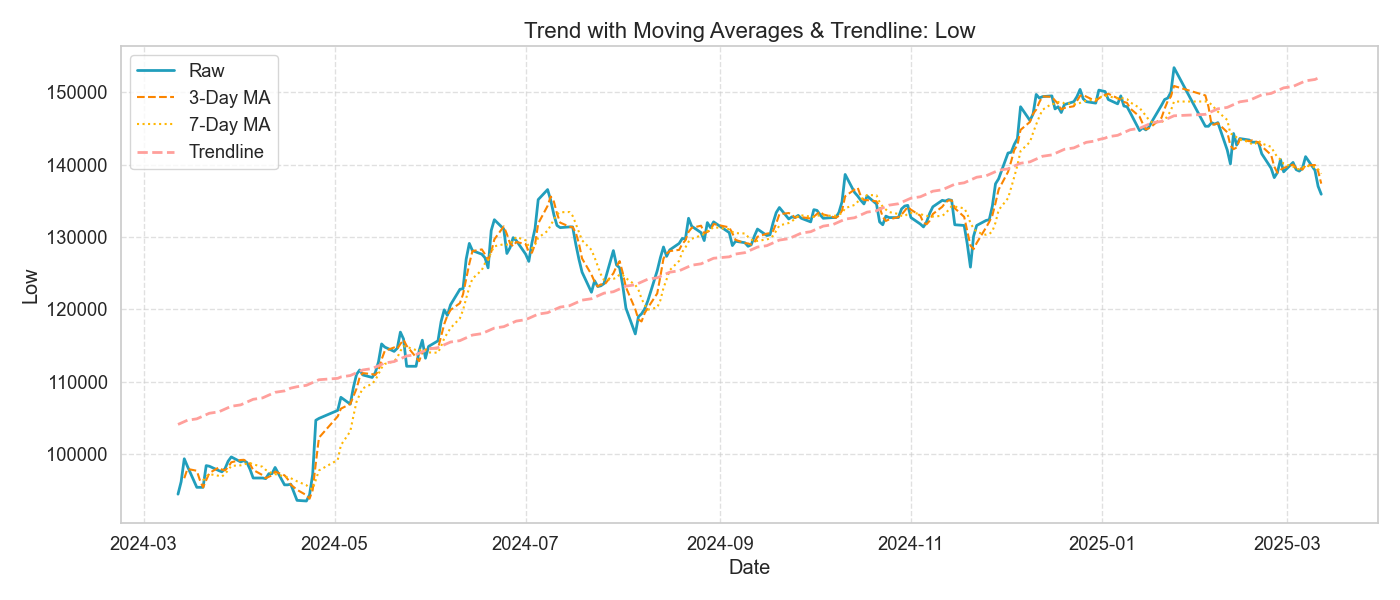 Trend with Moving Averages & Trendline: Low
Raw
3-Day MA
7-Day MA
Trendline
150000
140000
130000
120000
110000
100000
Low
2024-03
2024-05
2024-07
2024-09
2024-11
2025-01
2025-03
Date